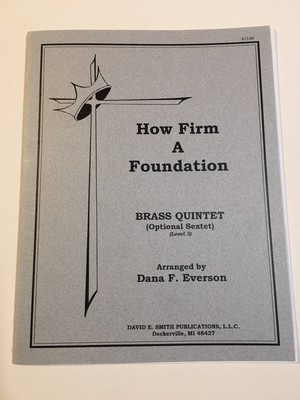 How Firm
A
Foundation
BRASS QUINTET
(Optional Sextet)
(Level 3)
Arranged by
Dana F. Everson
DAVID E. SMITH PUBLICATIONS, L.L.C.
Deckerville, MI 48427